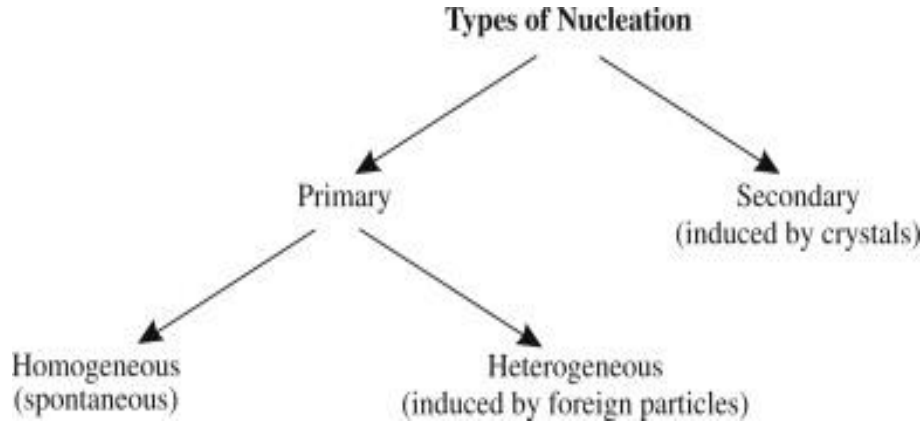 Types of Nucleation
Primary
Secondary
(induced by crystals)
Homogeneous
(spontaneous)
Heterogeneous
(induced by foreign particles)